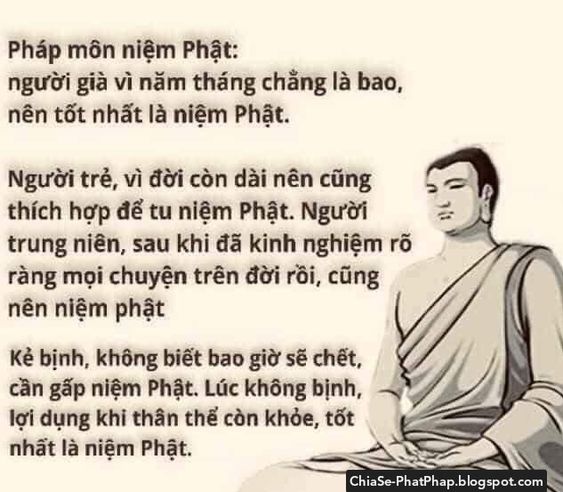 Pháp môn niệm Phật:
người già vì năm tháng chẳng là bao,
nên tốt nhất là niệm Phật.
Người trẻ, vì đời còn dài nên cũng
thích hợp để tu niệm Phật. Người
trung niên, sau khi đã kinh nghiệm rõ
ràng mọi chuyện trên đời rồi, cũng
nên niệm phật
Kẻ bịnh, không biết bao giờ sẽ chết,
cần gấp niệm Phật. Lúc không bịnh,
lợi dụng khi thân thể còn khỏe, tốt
nhất là niệm Phật.
ChiaSe-PhatPhap.blogspot.com